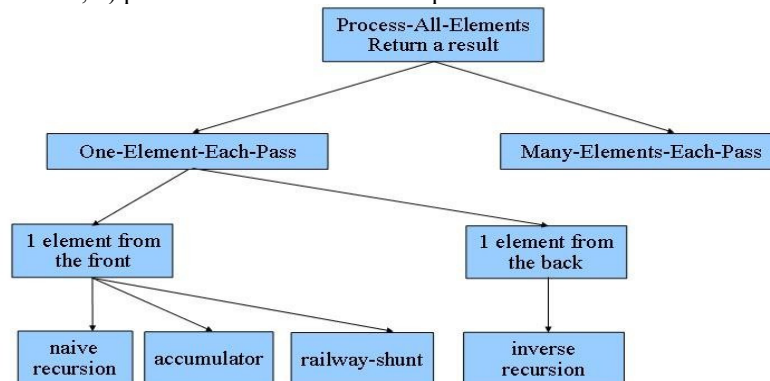 Process-All-Elements
Return a result
One-Element-Each-Pass
Many-Elements-Each-Pass
1 element from
the front
1 element from
the back
naive
recursion
accumulator
railway-shunt
inverse
recursion